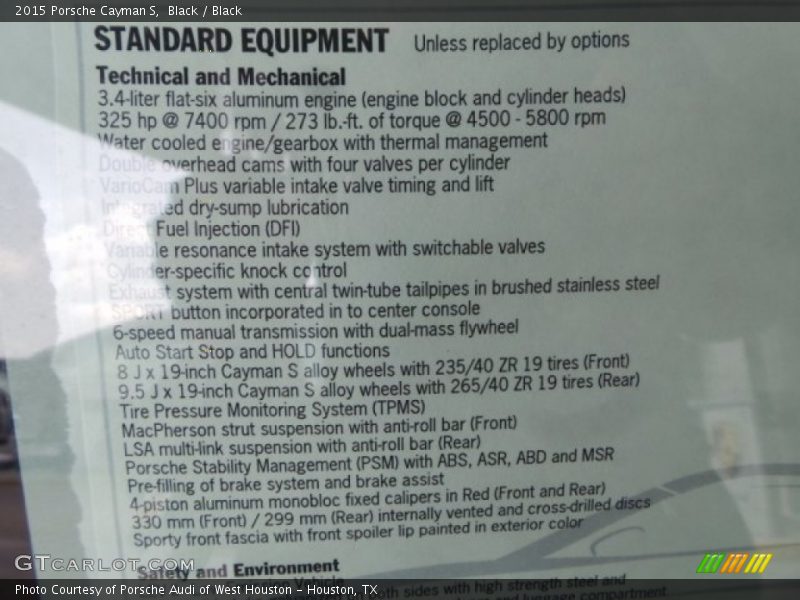 2015 Porsche Cayman S,  Black / Black
STANDARD EQUIPMENT Unless replaced by options
Technical and Mechanical
3.4-liter flat-six aluminum engine (engine block and cylinder heads)
325 hp @ 7400 rpm / 273 lb.-ft. of torque @ 4500 - 5800 rpm
Water cooled engine/gearbox with thermal management
Double overhead cams with four valves per cylinder
VarioCam Plus variable intake valve timing and lift
Integrated dry-sump lubrication
Direct Fuel Injection (DFI)
Variable resonance intake system with switchable valves
Cylinder-specific knock control
Exhaust system with central twin-tube tailpipes in brushed stainless steel
SPORT button incorporated in to center console
6-speed manual transmission with dual-mass flywheel
Auto Start Stop and HOLD functions
8 J x 19-inch Cayman S alloy wheels with 235/40 ZR 19 tires (Front)
9.5 J x 19-inch Cayman S alloy wheels with 265/40 ZR 19 tires (Rear)
Tire Pressure Monitoring System (TPMS)
MacPherson strut suspension with anti-roll bar (Front)
LSA multi-link suspension with anti-roll bar (Rear)
Porsche Stability Management (PSM) with ABS, ASR, ABD and MSR
Pre-filling of brake system and brake assist
4-piston aluminum monobloc fixed calipers in Red (Front and Rear)
330 mm (Front) / 299 mm (Rear) internally vented and cross-drilled discs
Sporty front fascia with front spoiler lip painted in exterior color
GTCARLOT.COM
Safety and Environment
both sides with high strength steel and
luggage compartment
Photo Courtesy of Porsche Audi of West Houston - Houston, TX